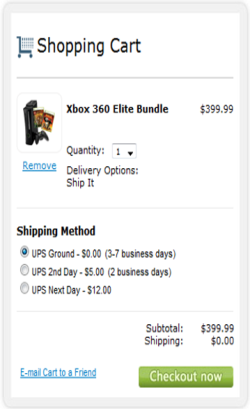 Shopping Cart
Xbox 360 Elite Bundle $399.99
Quantity: 1
Remove
Delivery Options:
Ship It
Shipping Method
UPS Ground - $0.00 (3-7 business days)
UPS 2nd Day - $5.00 (2 business days)
UPS Next Day - $12.00
Subtotal: $399.99
Shipping: $0.00
E-mail Cart to a Friend
Checkout now